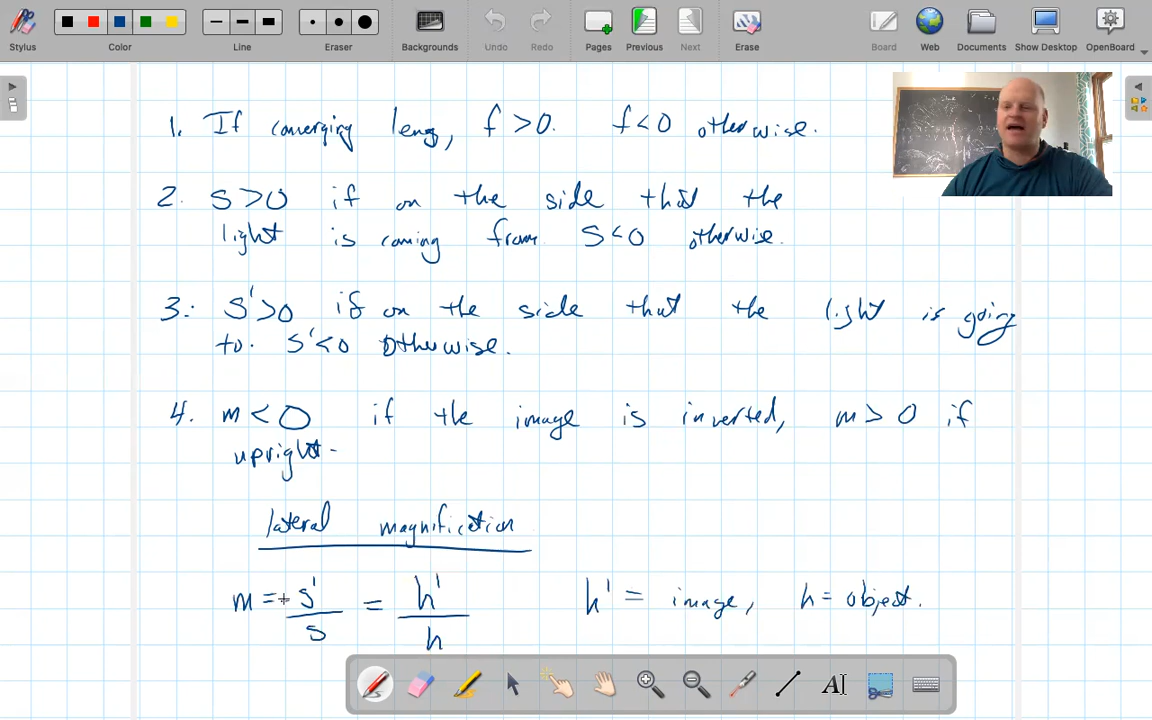 Stylus Color Line Eraser Backgrounds Undo Redo Pages Previous Next Erase Board Web Documents Show Desktop OpenBoard
1. If converging lens, f>0. f<0 otherwise.
2. S>0 if on the side that the
light is coming from. S<0 otherwise.
3: S'>0 if on the side that the light is going
to. S'<0 otherwise.
4. m<0 if the image is inverted, m>0 if
upright.
lateral magnification
m = - s'/s = h'/h h' = image, h = object.